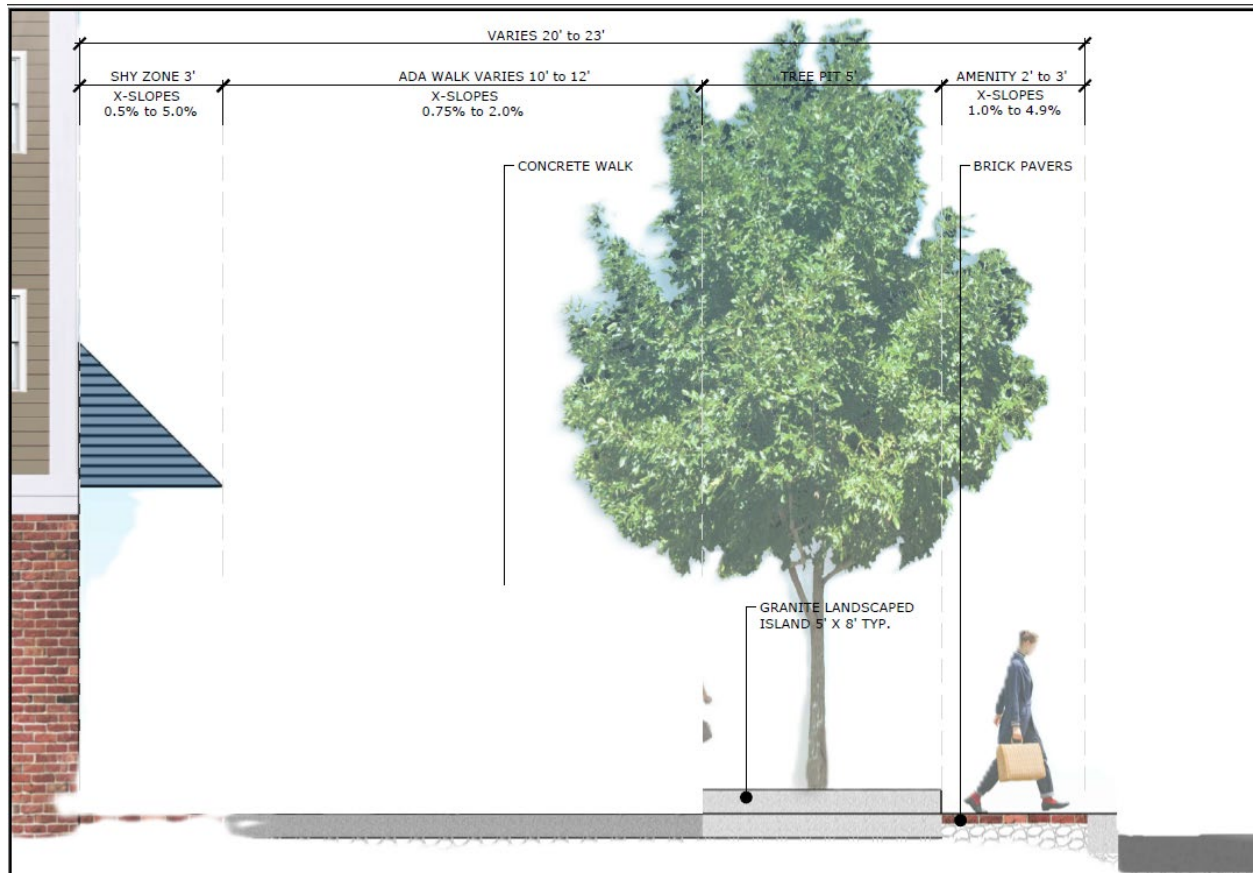 VARIES 20' to 23'
SHY ZONE 3'
ADA WALK VARIES 10' to 12'
TREE PIT 5'
AMENITY 2' to 3'
X-SLOPES
0.5% to 5.0%
X-SLOPES
0.75% to 2.0%
X-SLOPES
1.0% to 4.9%
CONCRETE WALK
BRICK PAVERS
GRANITE LANDSCAPED
ISLAND 5' X 8' TYP.